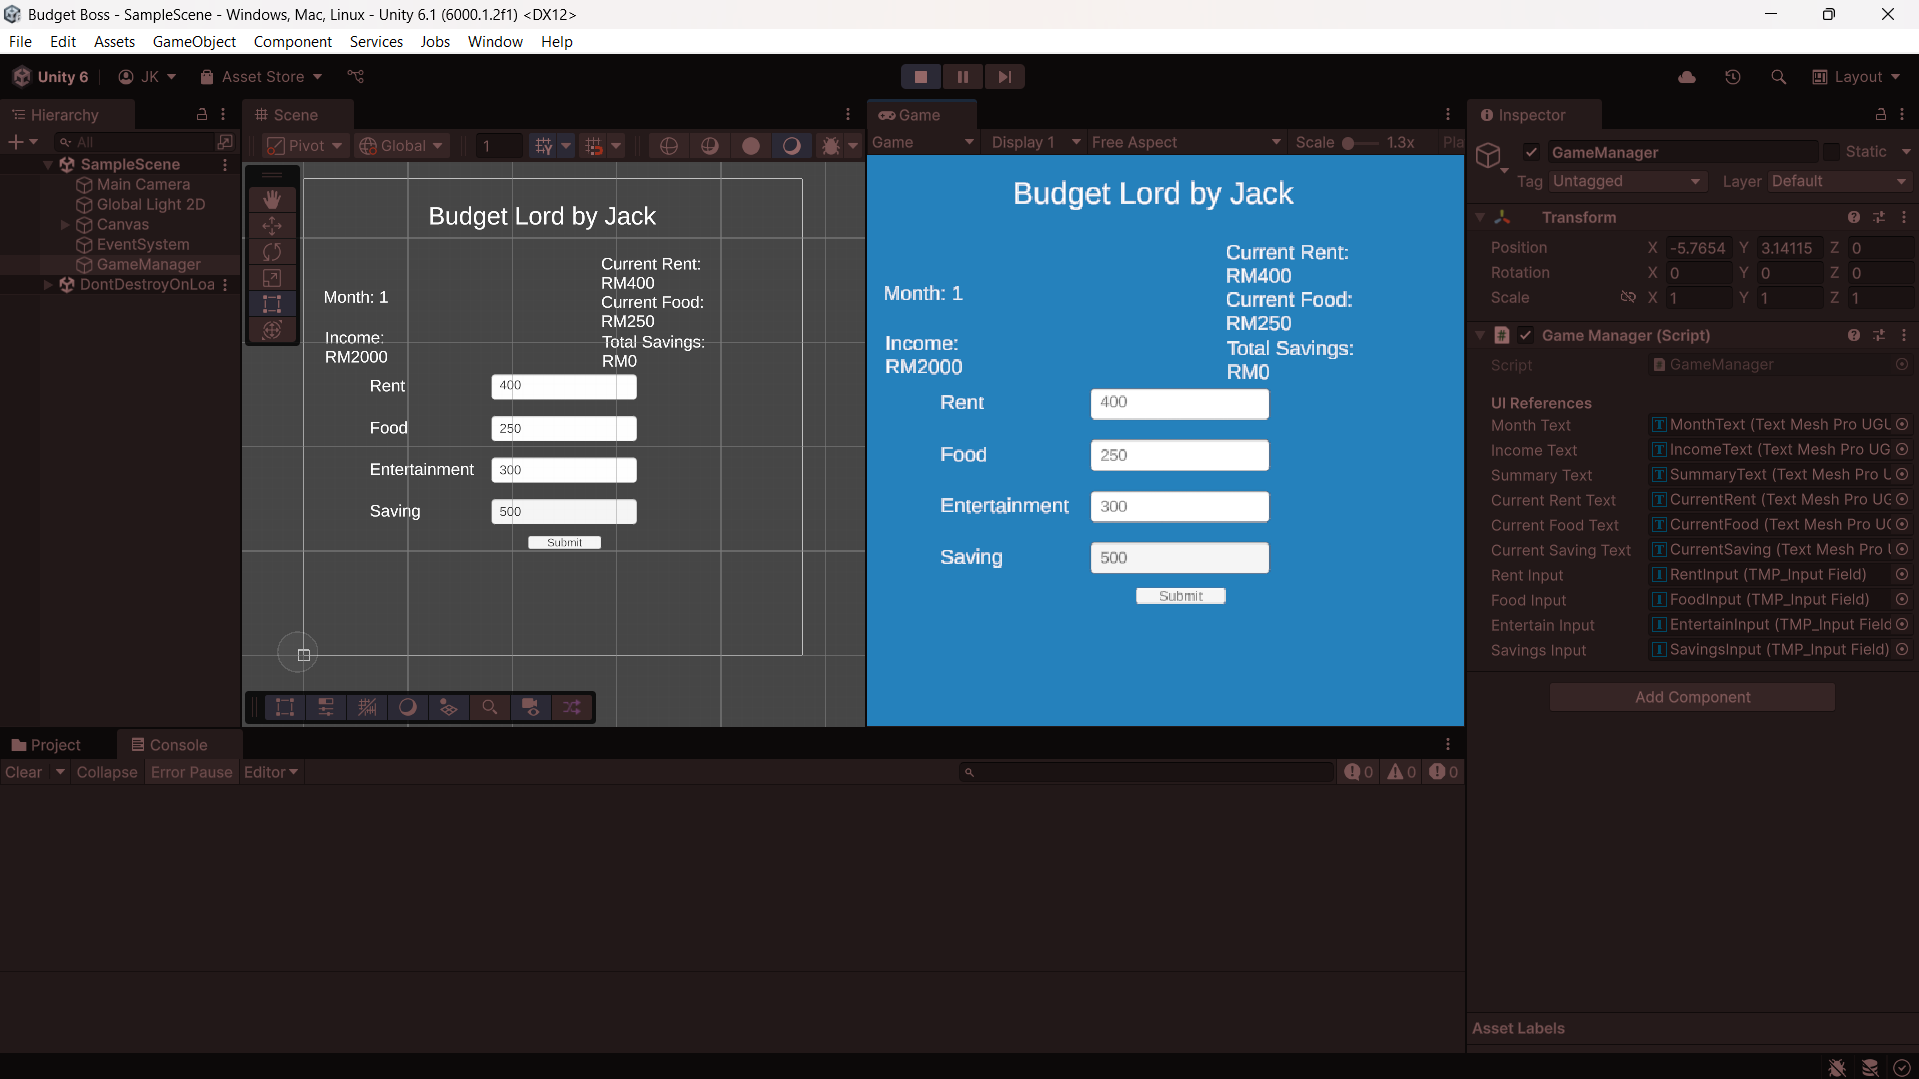 Budget Boss - SampleScene - Windows, Mac, Linux - Unity 6.1 (6000.1.2f1) <DX12>
File Edit Assets GameObject Component Services Jobs Window Help
Unity 6 JK Asset Store Layout
Hierarchy
All
SampleScene
Main Camera
Global Light 2D
Canvas
EventSystem
GameManager
DontDestroyOnLoa
Scene
Pivot Global 1
Budget Lord by Jack
Current Rent:
RM400
Current Food:
RM250
Total Savings:
RM0
Month: 1
Income:
RM2000
Rent 400
Food 250
Entertainment 300
Saving 500
Submit
Game
Game Display 1 Free Aspect Scale 1.3x Pla
Budget Lord by Jack
Current Rent:
RM400
Current Food:
RM250
Total Savings:
RM0
Month: 1
Income:
RM2000
Rent 400
Food 250
Entertainment 300
Saving 500
Submit
Inspector
GameManager Static
Tag Untagged Layer Default
Transform
Position X -5.7654 Y 3.14115 Z 0
Rotation X 0 Y 0 Z 0
Scale X 1 Y 1 Z 1
Game Manager (Script)
Script GameManager
UI References
Month Text MonthText (Text Mesh Pro UGU
Income Text IncomeText (Text Mesh Pro UG
Summary Text SummaryText (Text Mesh Pro U
Current Rent Text CurrentRent (Text Mesh Pro UG
Current Food Text CurrentFood (Text Mesh Pro UG
Current Saving Text CurrentSaving (Text Mesh Pro U
Rent Input RentInput (TMP_Input Field)
Food Input FoodInput (TMP_Input Field)
Entertain Input EntertainInput (TMP_Input Field
Savings Input SavingsInput (TMP_Input Field)
Add Component
Project Console
Clear Collapse Error Pause Editor 0 0 0
Asset Labels